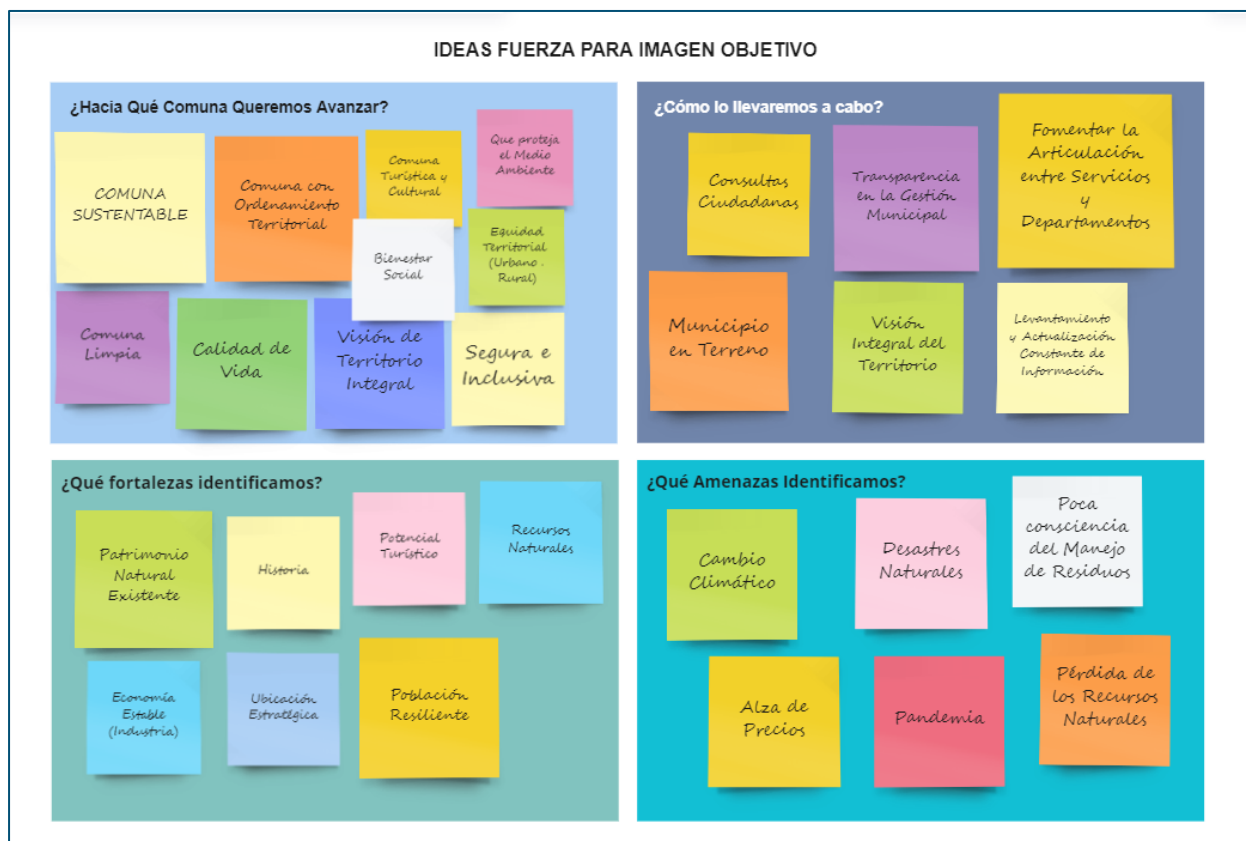 IDEAS FUERZA PARA IMAGEN OBJETIVO
¿Hacia Qué Comuna Queremos Avanzar?
COMUNA
SUSTENTABLE
Comuna con
Ordenamiento
Territorial
Comuna
Turística y
Cultural
Que proteja
el Medio
Ambiente
Bienestar
Social
Equidad
Territorial
(Urbano -
Rural)
Comuna
Limpia
Calidad de
Vida
Visión de
Territorio
Integral
Segura e
Inclusiva
¿Cómo lo llevaremos a cabo?
Consultas
Ciudadanas
Transparencia
en la Gestión
Municipal
Fomentar la
Articulación
entre Servicios
y
Departamentos
Municipio
en Terreno
Visión
Integral del
Territorio
Levantamiento
y Actualización
Constante de
Información
¿Qué fortalezas identificamos?
Patrimonio
Natural
Existente
Historia
Potencial
Turístico
Recursos
Naturales
Economía
Estable
(Industria)
Ubicación
Estratégica
Población
Resiliente
¿Qué Amenazas Identificamos?
Cambio
Climático
Desastres
Naturales
Poca
consciencia
del Manejo
de Residuos
Alza de
Precios
Pandemia
Pérdida de
los Recursos
Naturales